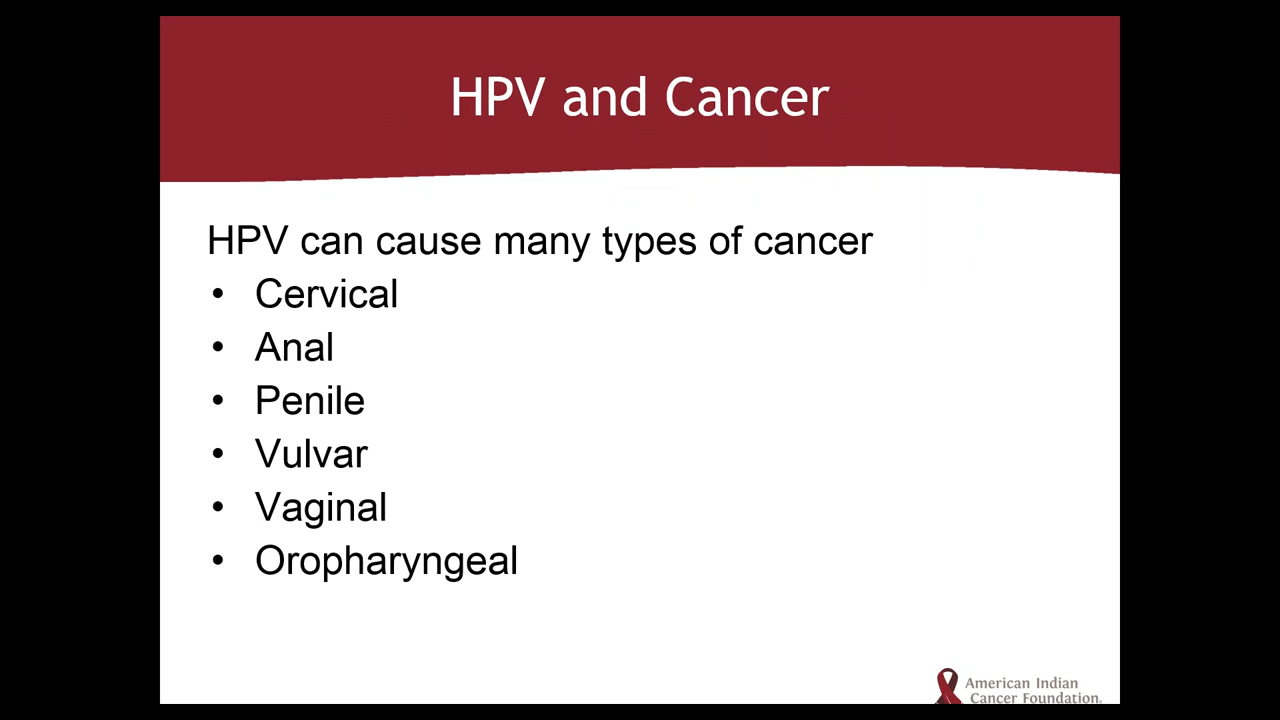 HPV and Cancer
HPV can cause many types of cancer
• Cervical
• Anal
• Penile
• Vulvar
• Vaginal
• Oropharyngeal
American Indian
Cancer Foundation.